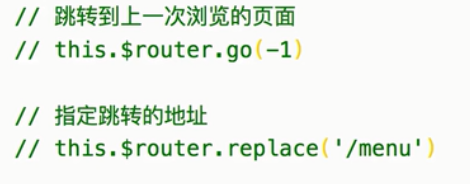 // 跳转到上一次浏览的页面
// this.$router.go(-1)
// 指定跳转的地址
// this.$router.replace('/menu')